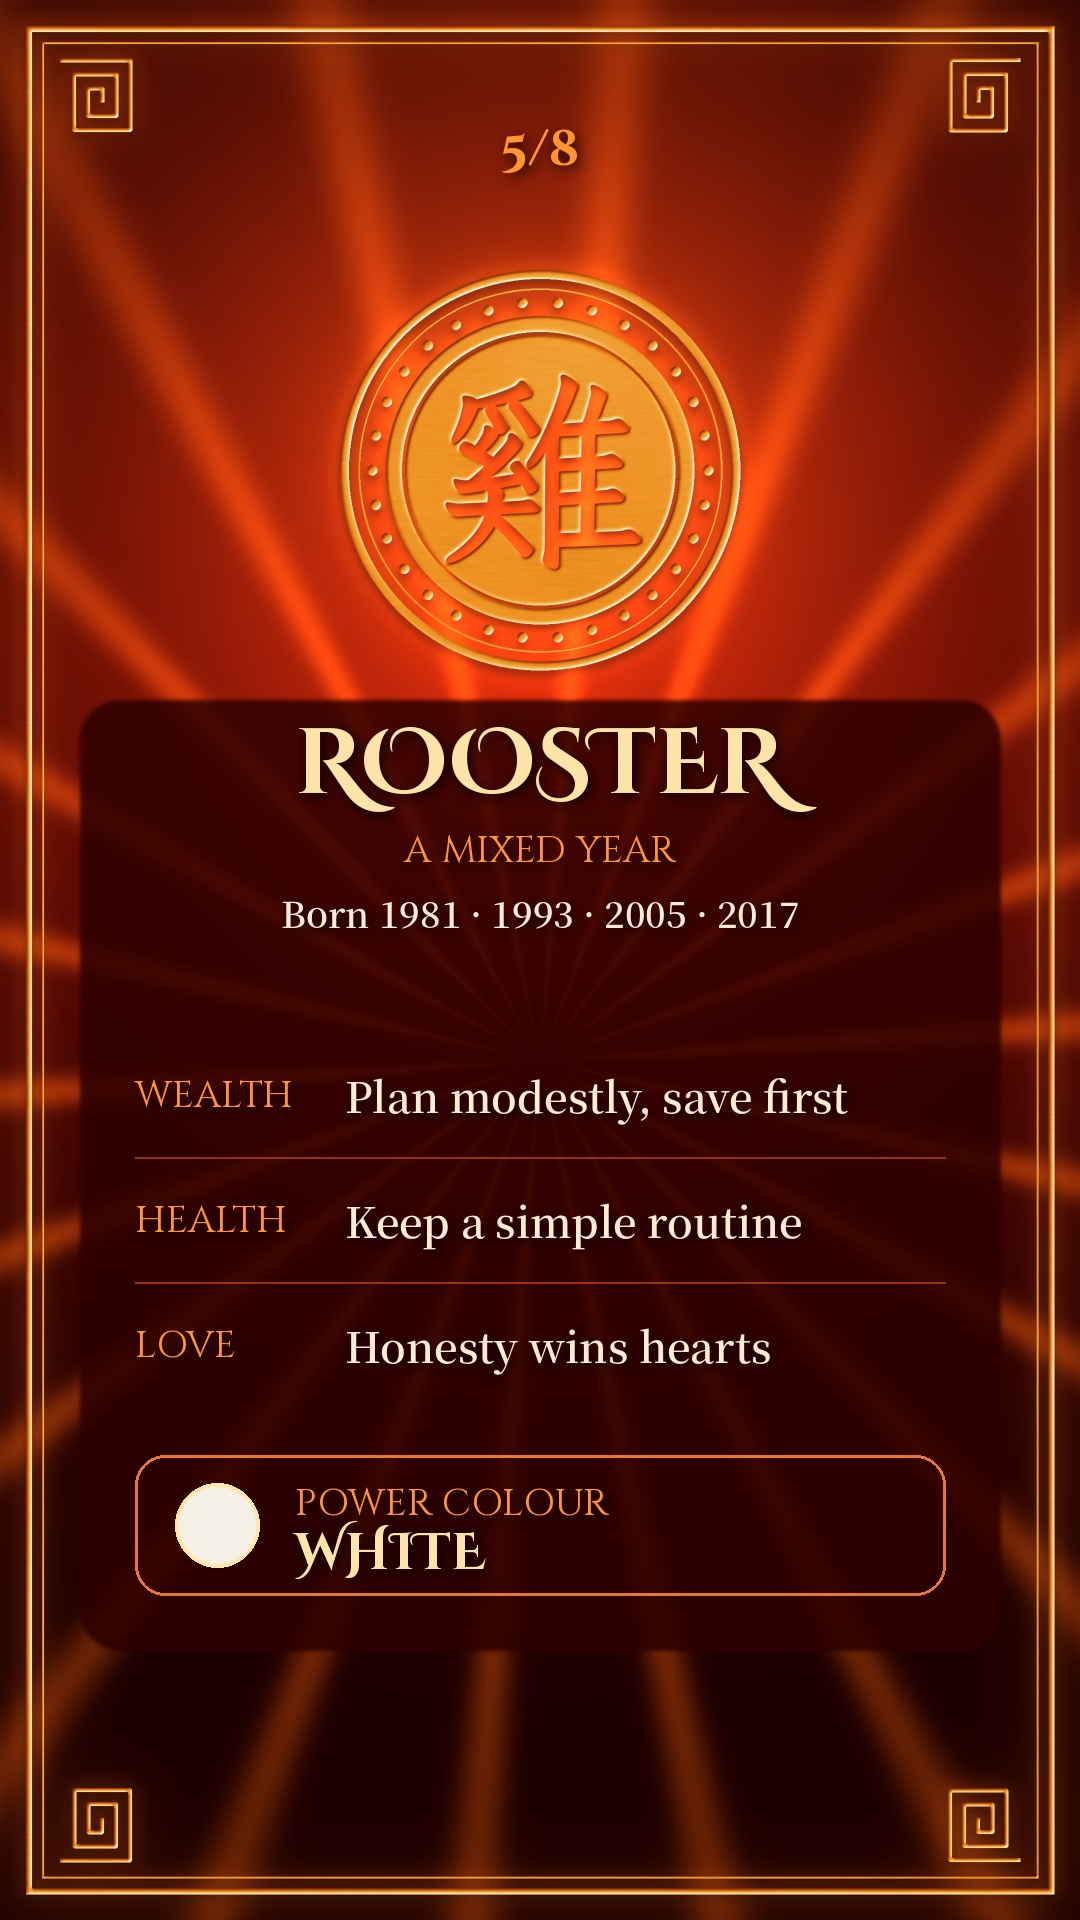 5/8
雞
ROOSTER
A MIXED YEAR
Born 1981 · 1993 · 2005 · 2017
WEALTH Plan modestly, save first
HEALTH Keep a simple routine
LOVE Honesty wins hearts
POWER COLOUR
WHITE